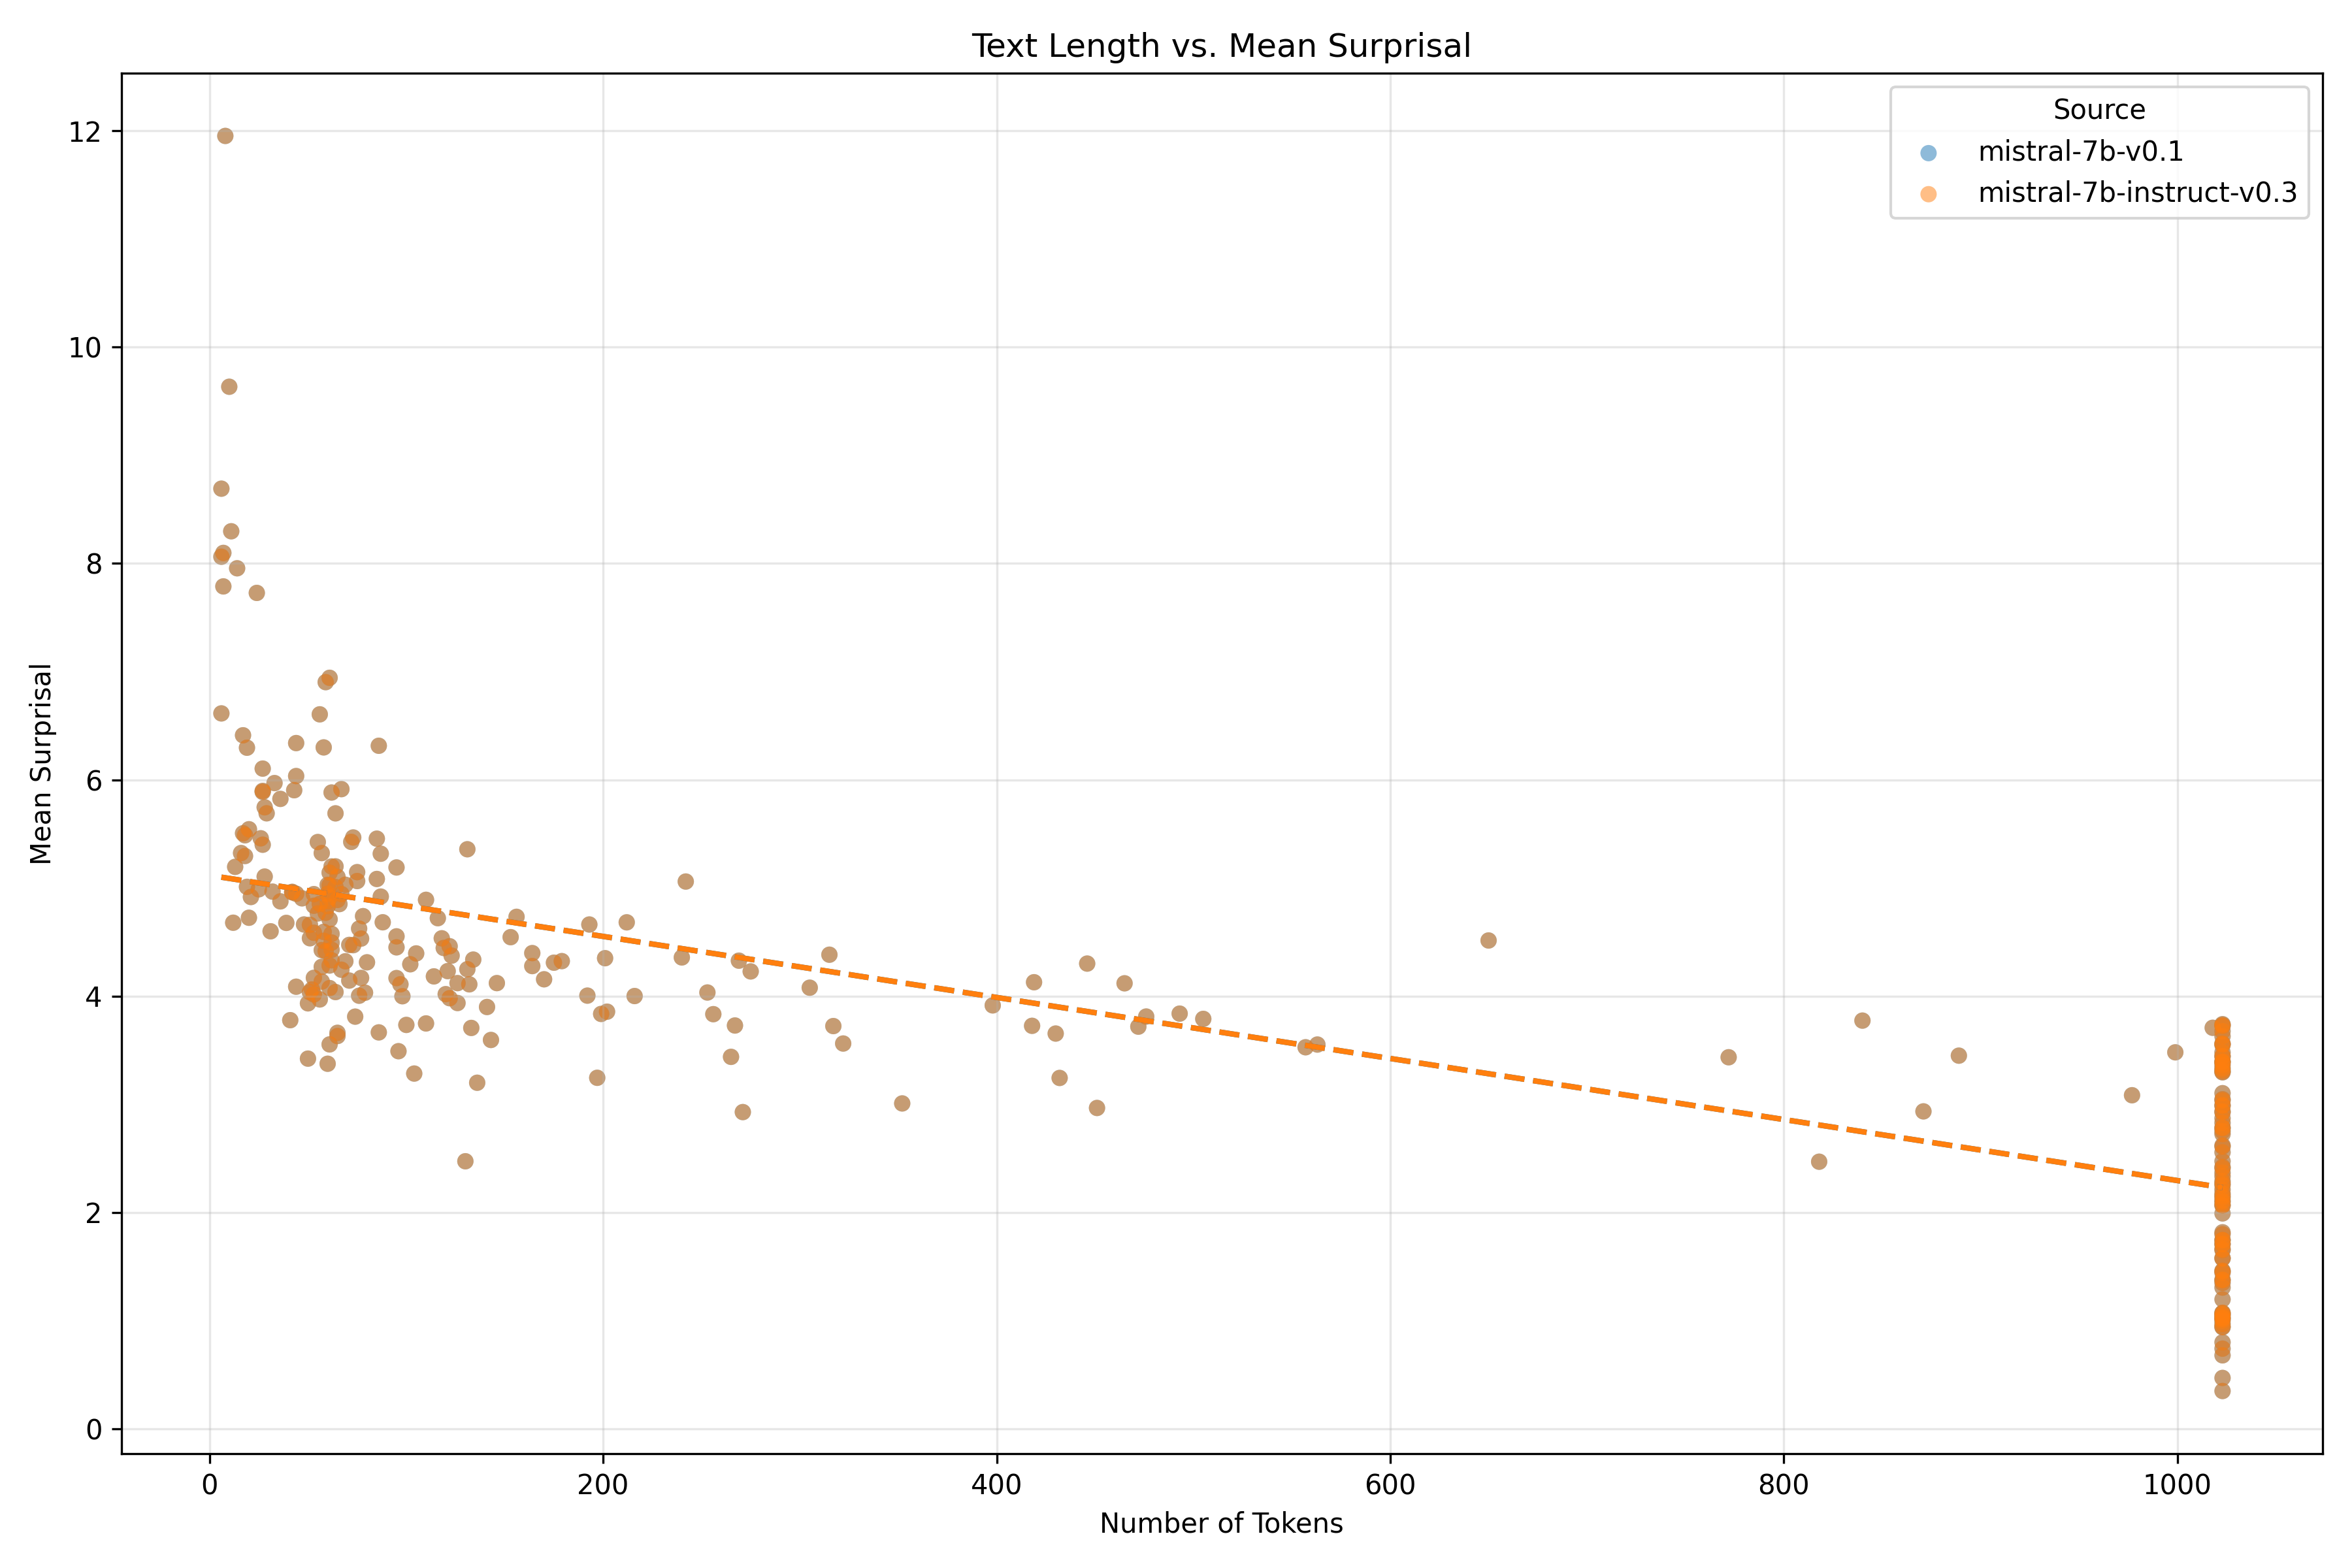 Text Length vs. Mean Surprisal
Source
mistral-7b-v0.1
mistral-7b-instruct-v0.3
12
10
8
6
4
2
0
Mean Surprisal
0 200 400 600 800 1000
Number of Tokens